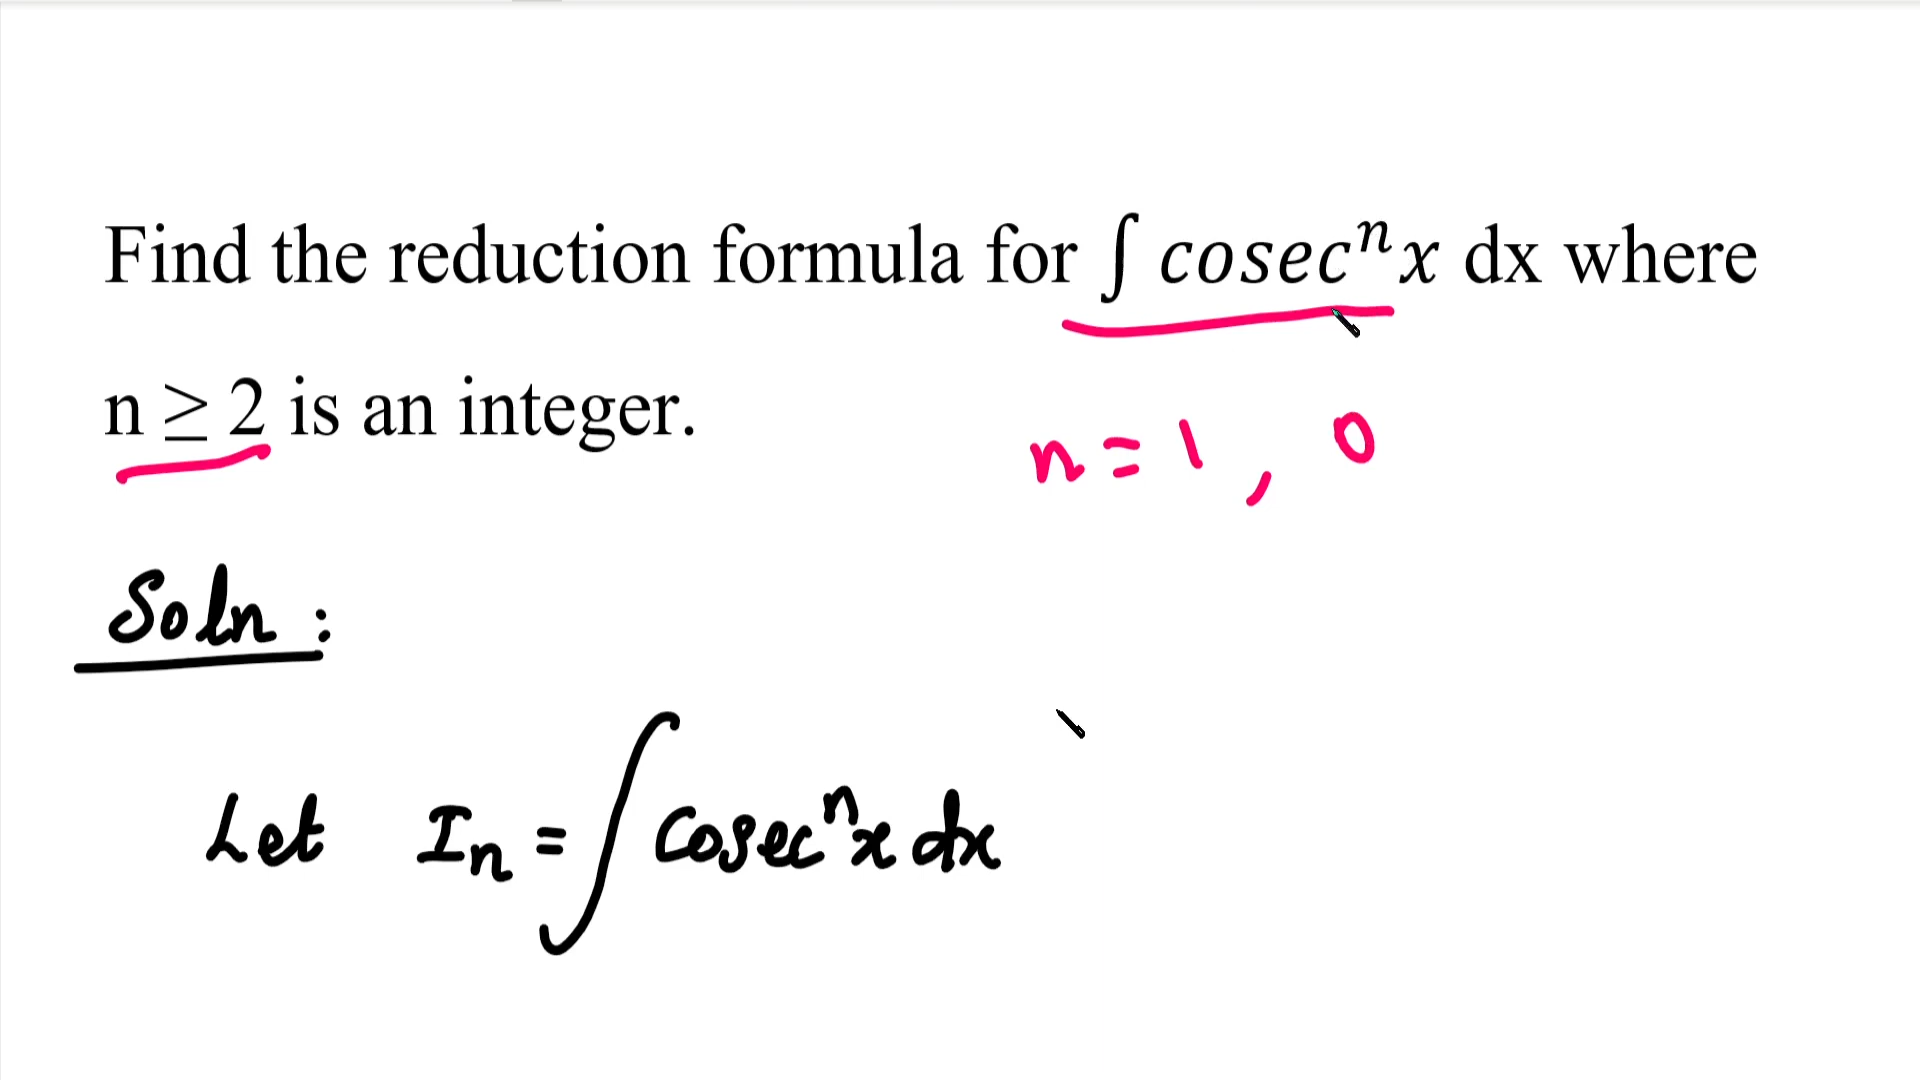 Find the reduction formula for ∫ cosecⁿx dx where
n ≥ 2 is an integer.
n = 1, 0
Soln :
Let Iₙ = ∫ cosecⁿx dx